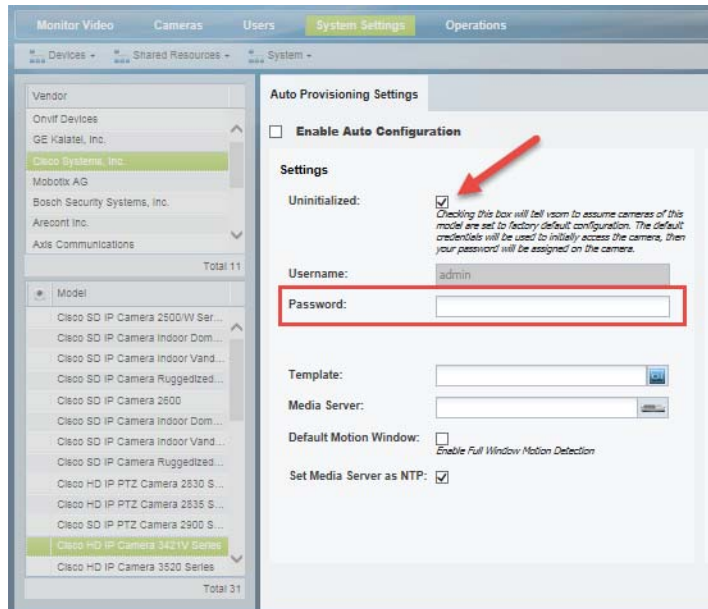 Monitor Video Cameras Users System Settings Operations
Devices Shared Resources System
Vendor
Onvif Devices
GE Kalatel, Inc.
Cisco Systems, Inc.
Mobotix AG
Bosch Security Systems, Inc.
Arecont Inc.
Axis Communications
Total 11
Model
Cisco SD IP Camera 2500/W Ser...
Cisco SD IP Camera Indoor Dom...
Cisco SD IP Camera Indoor Vand...
Cisco SD IP Camera Ruggedized...
Cisco SD IP Camera 2600
Cisco SD IP Camera Indoor Dom...
Cisco SD IP Camera Indoor Vand...
Cisco SD IP Camera Ruggedized...
Cisco HD IP PTZ Camera 2830 S...
Cisco HD IP PTZ Camera 2835 S...
Cisco SD IP PTZ Camera 2900 S...
Cisco HD IP Camera 3421V Series
Cisco HD IP Camera 3520 Series
Total 31
Auto Provisioning Settings
Enable Auto Configuration
Settings
Uninitialized:
Checking this box will tell vsom to assume cameras of this
model are set to factory default configuration. The default
credentials will be used to initially access the camera, then
your password will be assigned on the camera.
Username: admin
Password:
Template:
Media Server:
Default Motion Window:
Enable Full Window Motion Detection
Set Media Server as NTP: